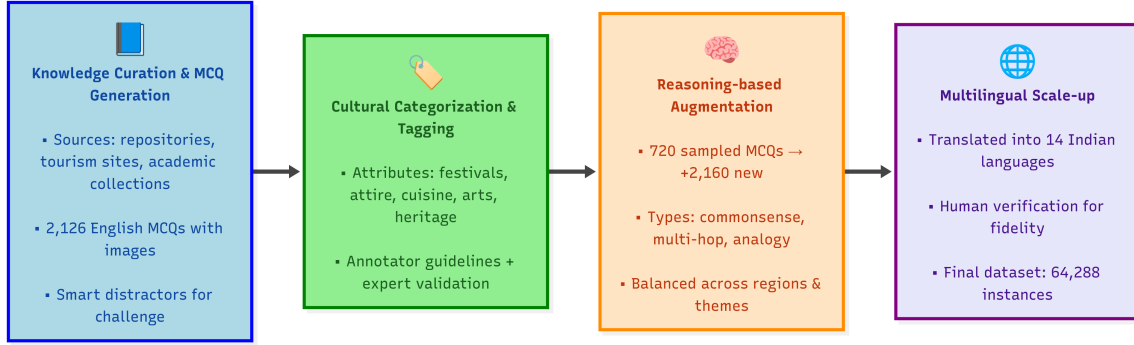 Knowledge Curation & MCQ
Generation
▪ Sources: repositories,
tourism sites, academic
collections
▪ 2,126 English MCQs with
images
▪ Smart distractors for
challenge
Cultural Categorization &
Tagging
▪ Attributes: festivals,
attire, cuisine, arts,
heritage
▪ Annotator guidelines +
expert validation
Reasoning-based
Augmentation
▪ 720 sampled MCQs →
+2,160 new
▪ Types: commonsense,
multi-hop, analogy
▪ Balanced across regions &
themes
Multilingual Scale-up
▪ Translated into 14 Indian
languages
▪ Human verification for
fidelity
▪ Final dataset: 64,288
instances